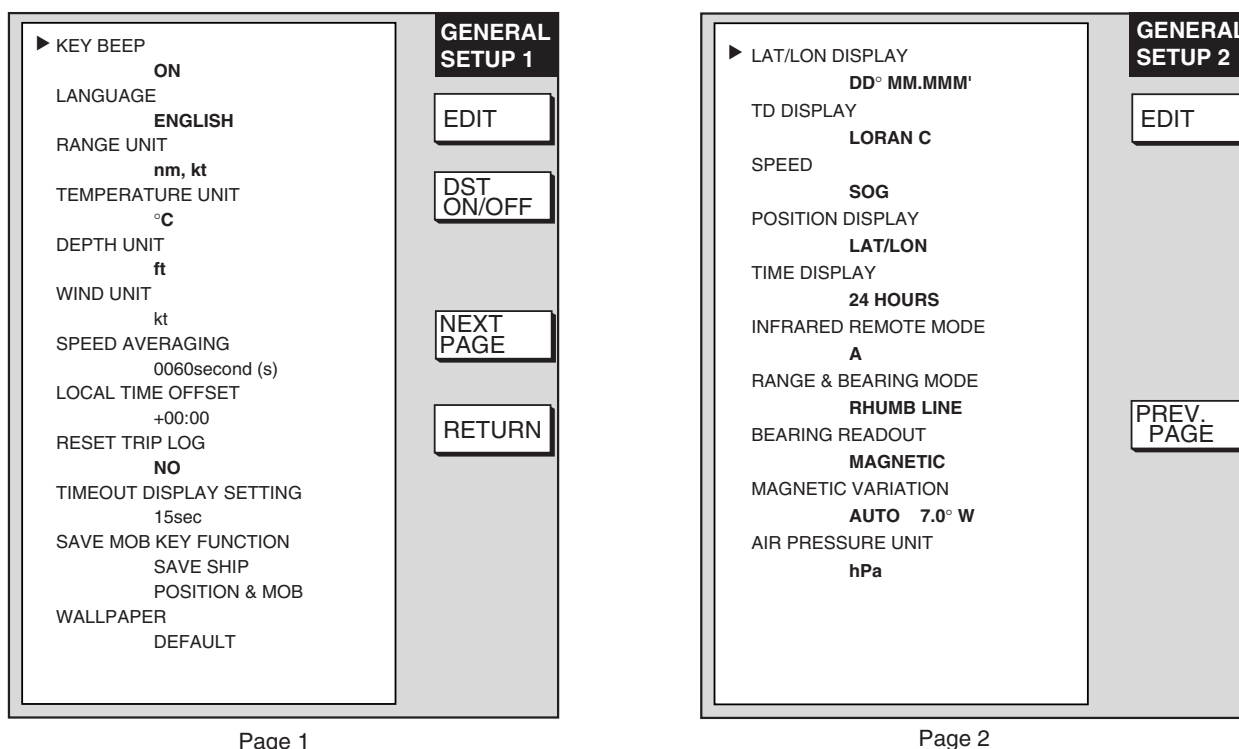 ▶ KEY BEEP
ON
LANGUAGE
ENGLISH
RANGE UNIT
nm, kt
TEMPERATURE UNIT
°C
DEPTH UNIT
ft
WIND UNIT
kt
SPEED AVERAGING
0060second (s)
LOCAL TIME OFFSET
+00:00
RESET TRIP LOG
NO
TIMEOUT DISPLAY SETTING
15sec
SAVE MOB KEY FUNCTION
SAVE SHIP
POSITION & MOB
WALLPAPER
DEFAULT
GENERAL
SETUP 1
EDIT
DST
ON/OFF
NEXT
PAGE
RETURN
Page 1
▶ LAT/LON DISPLAY
DD° MM.MMM'
TD DISPLAY
LORAN C
SPEED
SOG
POSITION DISPLAY
LAT/LON
TIME DISPLAY
24 HOURS
INFRARED REMOTE MODE
A
RANGE & BEARING MODE
RHUMB LINE
BEARING READOUT
MAGNETIC
MAGNETIC VARIATION
AUTO 7.0° W
AIR PRESSURE UNIT
hPa
GENERAL
SETUP 2
EDIT
PREV.
PAGE
Page 2